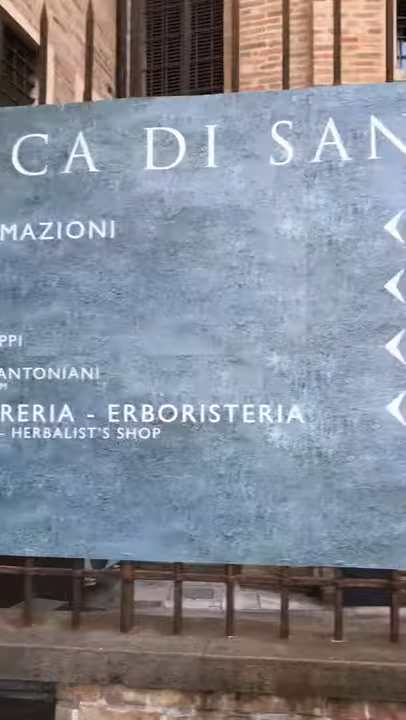 CA DI SAN
MAZIONI
PPI
ANTONIANI
M
RERIA - ERBORISTERIA
- HERBALIST'S SHOP